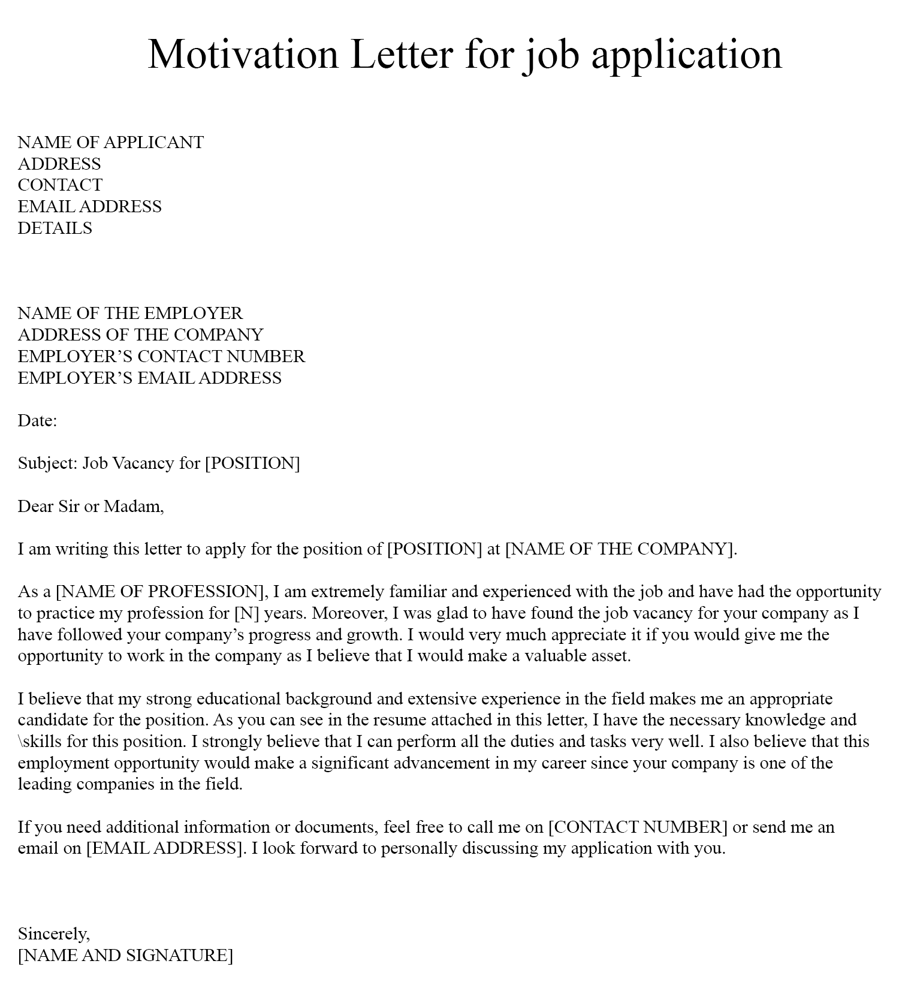 Motivation Letter for job application
NAME OF APPLICANT
ADDRESS
CONTACT
EMAIL ADDRESS
DETAILS
NAME OF THE EMPLOYER
ADDRESS OF THE COMPANY
EMPLOYER’S CONTACT NUMBER
EMPLOYER’S EMAIL ADDRESS
Date:
Subject: Job Vacancy for [POSITION]
Dear Sir or Madam,
I am writing this letter to apply for the position of [POSITION] at [NAME OF THE COMPANY].
As a [NAME OF PROFESSION], I am extremely familiar and experienced with the job and have had the opportunity
to practice my profession for [N] years. Moreover, I was glad to have found the job vacancy for your company as I
have followed your company’s progress and growth. I would very much appreciate it if you would give me the
opportunity to work in the company as I believe that I would make a valuable asset.
I believe that my strong educational background and extensive experience in the field makes me an appropriate
candidate for the position. As you can see in the resume attached in this letter, I have the necessary knowledge and
\skills for this position. I strongly believe that I can perform all the duties and tasks very well. I also believe that this
employment opportunity would make a significant advancement in my career since your company is one of the
leading companies in the field.
If you need additional information or documents, feel free to call me on [CONTACT NUMBER] or send me an
email on [EMAIL ADDRESS]. I look forward to personally discussing my application with you.
Sincerely,
[NAME AND SIGNATURE]